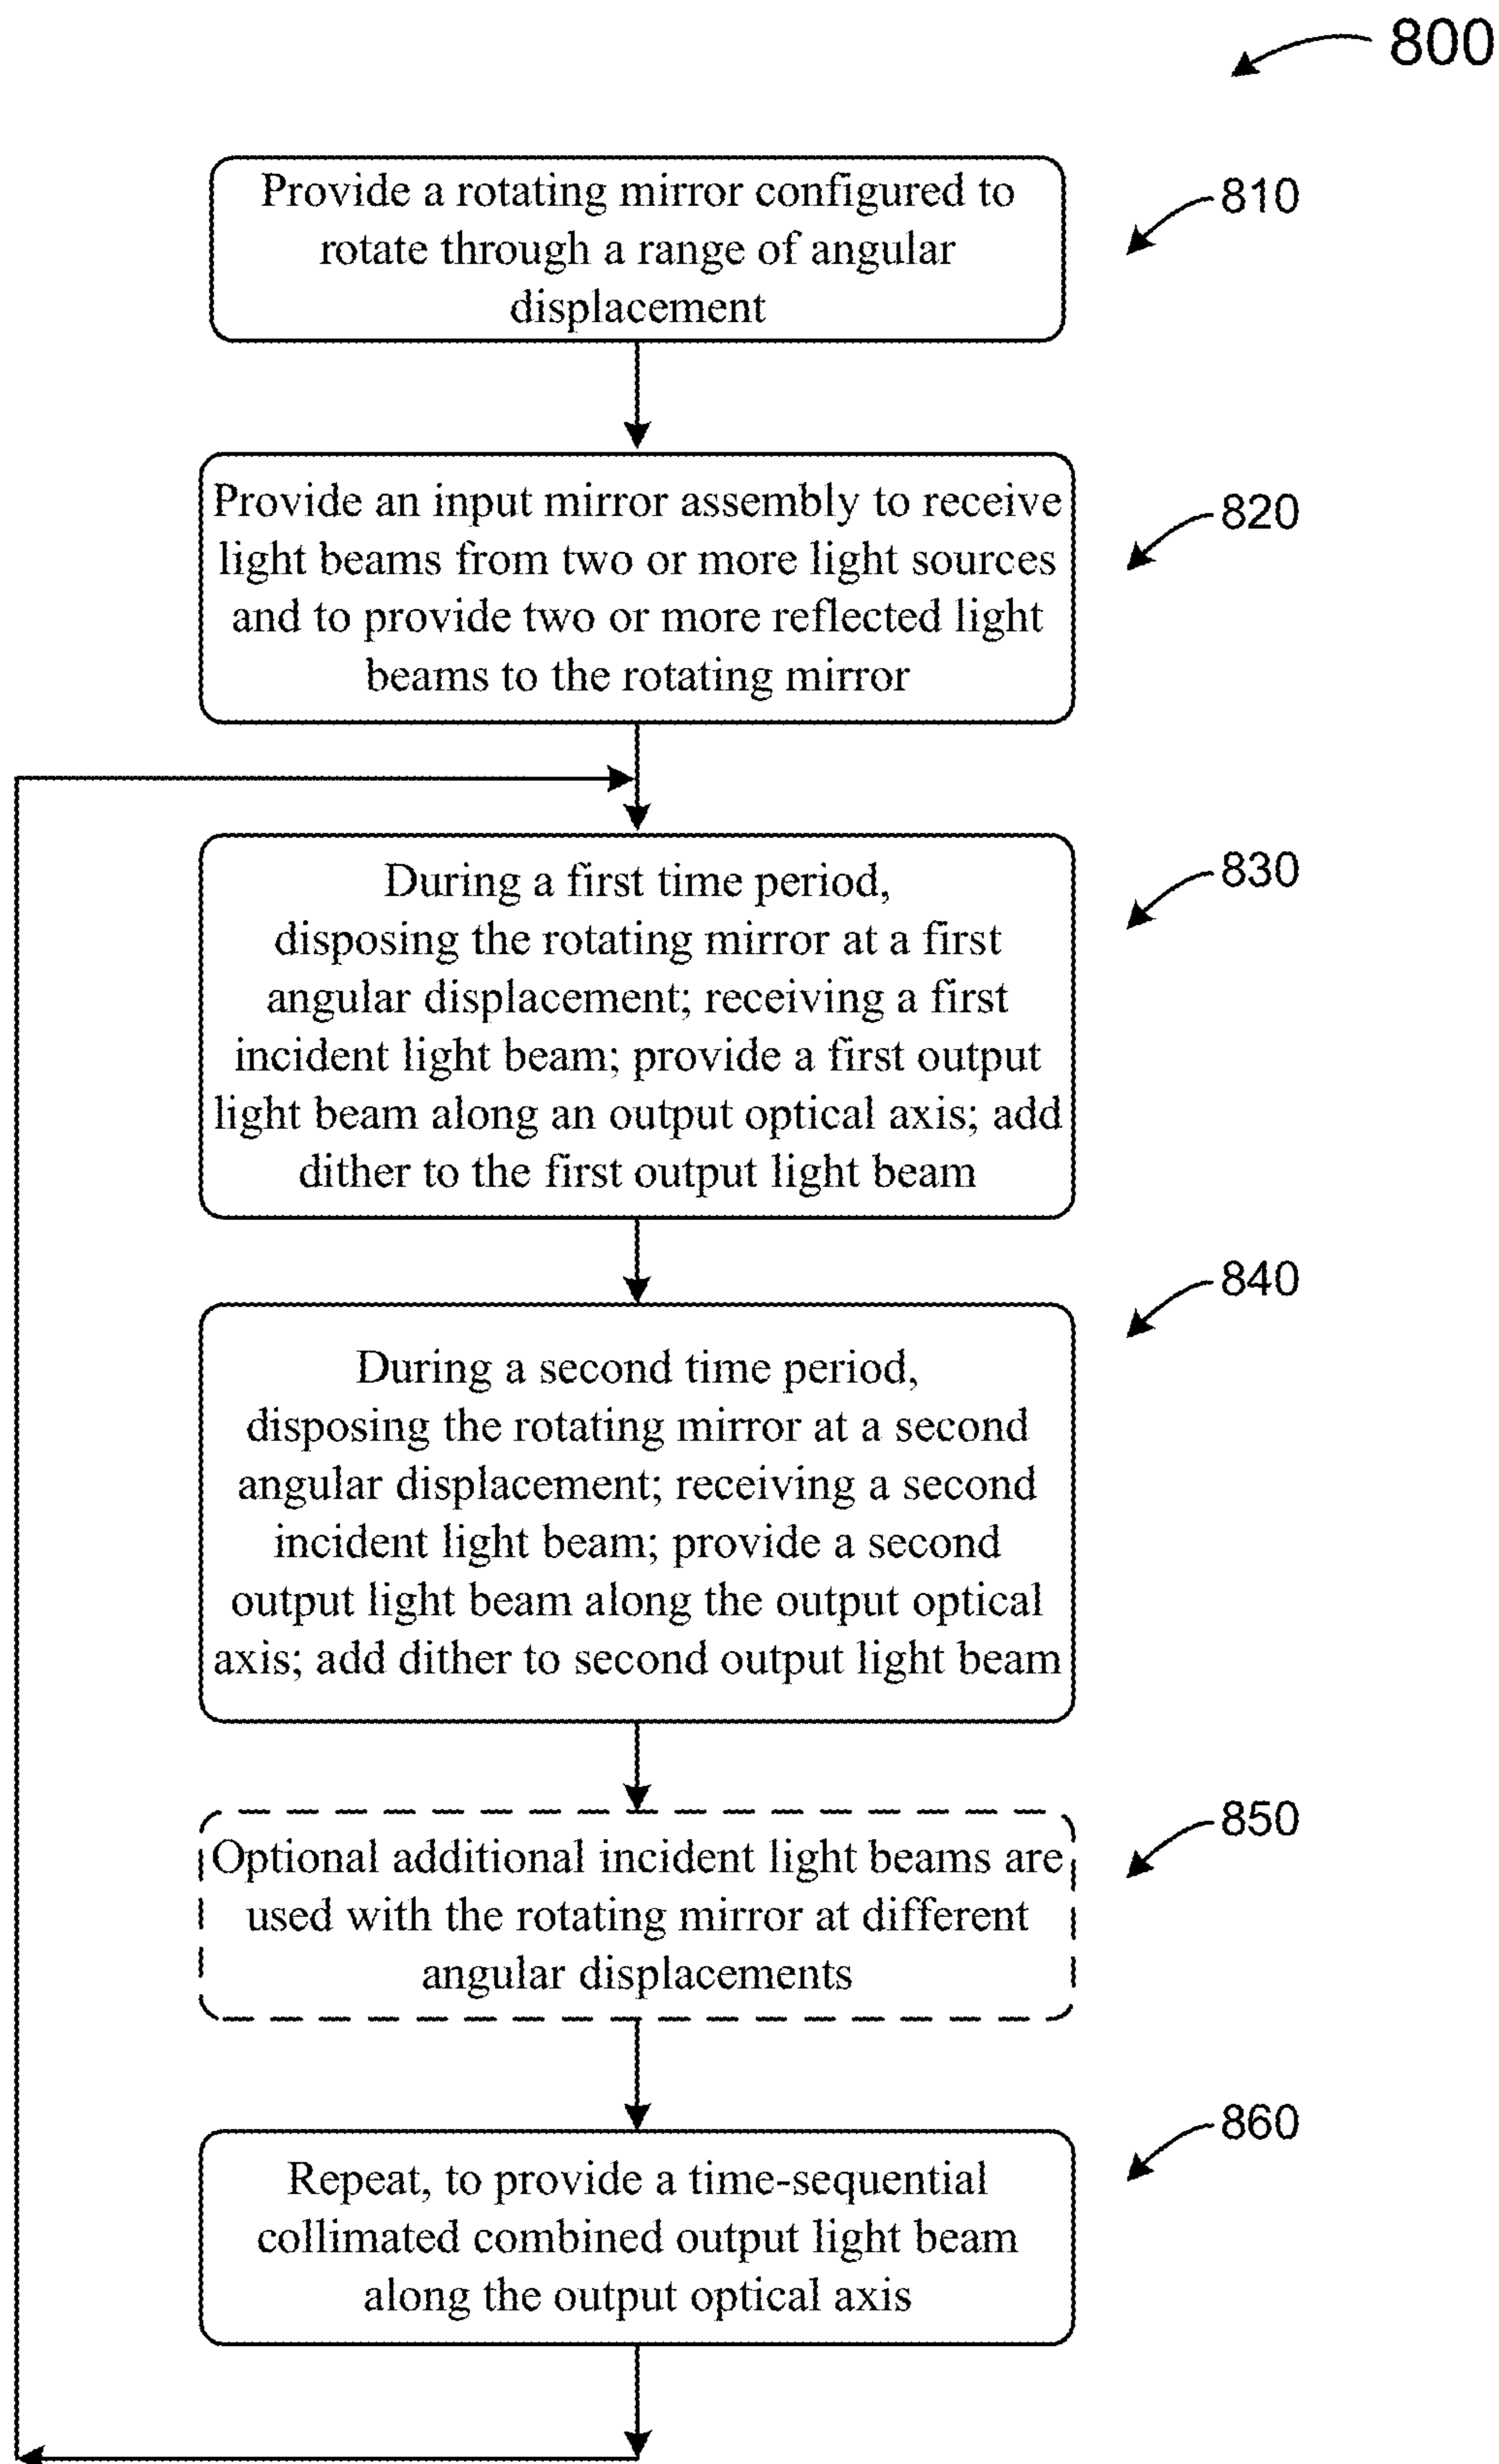 800
Provide a rotating mirror configured to
rotate through a range of angular
displacement
810
Provide an input mirror assembly to receive
light beams from two or more light sources
and to provide two or more reflected light
beams to the rotating mirror
820
During a first time period,
disposing the rotating mirror at a first
angular displacement; receiving a first
incident light beam; provide a first output
light beam along an output optical axis; add
dither to the first output light beam
830
During a second time period,
disposing the rotating mirror at a second
angular displacement; receiving a second
incident light beam; provide a second
output light beam along the output optical
axis; add dither to second output light beam
840
Optional additional incident light beams are
used with the rotating mirror at different
angular displacements
850
Repeat, to provide a time-sequential
collimated combined output light beam
along the output optical axis
860